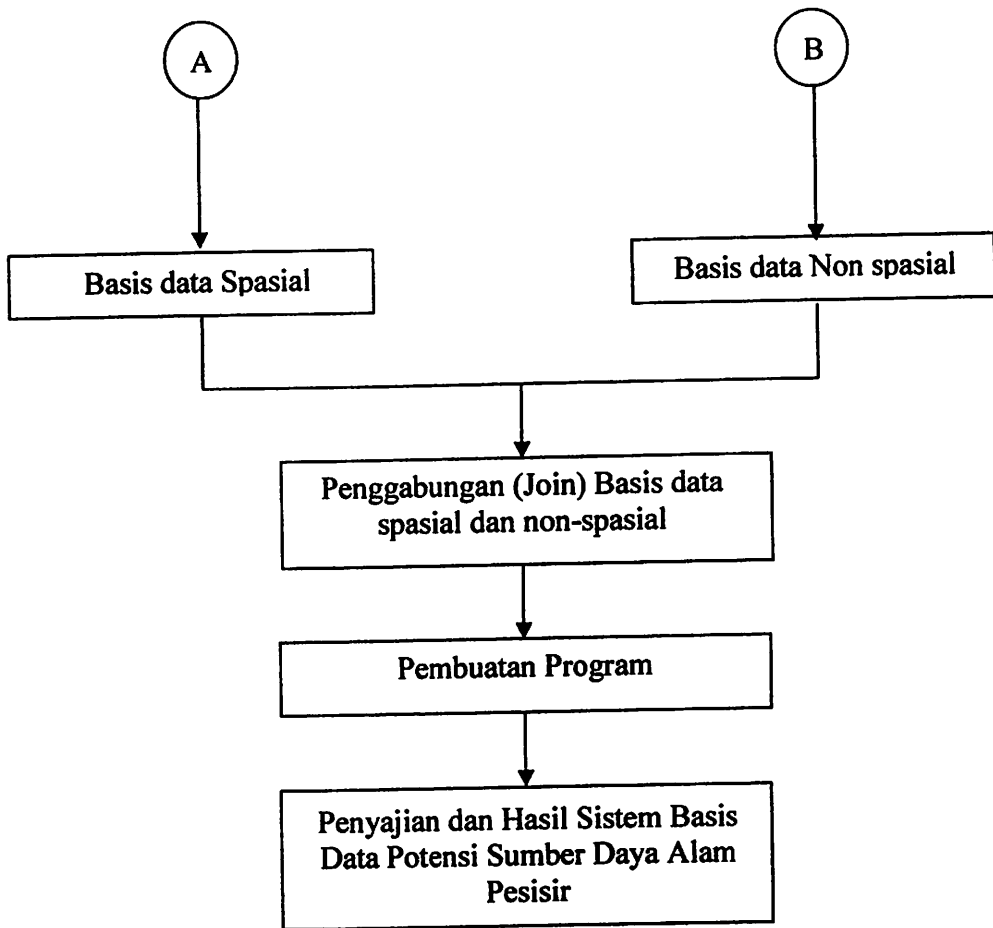 A
B
Basis data Spasial
Basis data Non spasial
Penggabungan (Join) Basis data
spasial dan non-spasial
Pembuatan Program
Penyajian dan Hasil Sistem Basis
Data Potensi Sumber Daya Alam
Pesisir